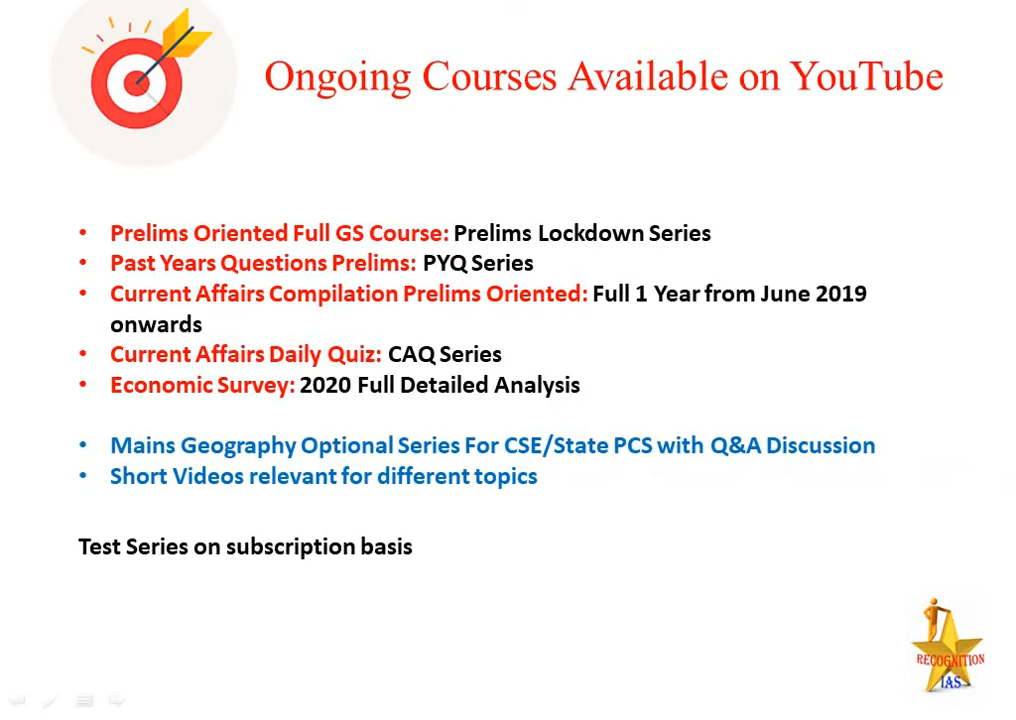 Ongoing Courses Available on YouTube
• Prelims Oriented Full GS Course: Prelims Lockdown Series
• Past Years Questions Prelims: PYQ Series
• Current Affairs Compilation Prelims Oriented: Full 1 Year from June 2019
onwards
• Current Affairs Daily Quiz: CAQ Series
• Economic Survey: 2020 Full Detailed Analysis
• Mains Geography Optional Series For CSE/State PCS with Q&A Discussion
• Short Videos relevant for different topics
Test Series on subscription basis
RECOGNITION
IAS